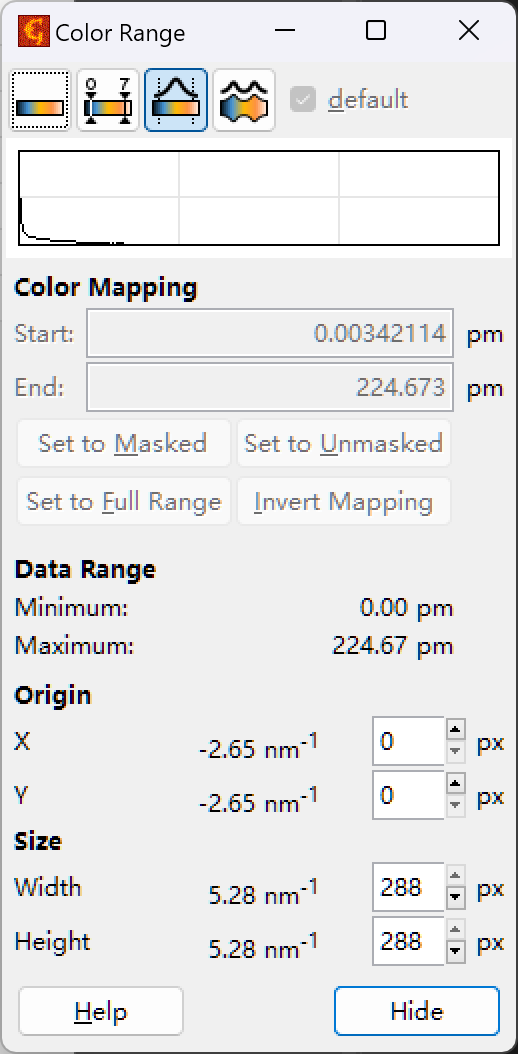 Color Range
0 7
default
Color Mapping
Start: 0.00342114 pm
End: 224.673 pm
Set to Masked Set to Unmasked
Set to Full Range Invert Mapping
Data Range
Minimum: 0.00 pm
Maximum: 224.67 pm
Origin
X -2.65 nm⁻¹ 0 px
Y -2.65 nm⁻¹ 0 px
Size
Width 5.28 nm⁻¹ 288 px
Height 5.28 nm⁻¹ 288 px
Help Hide